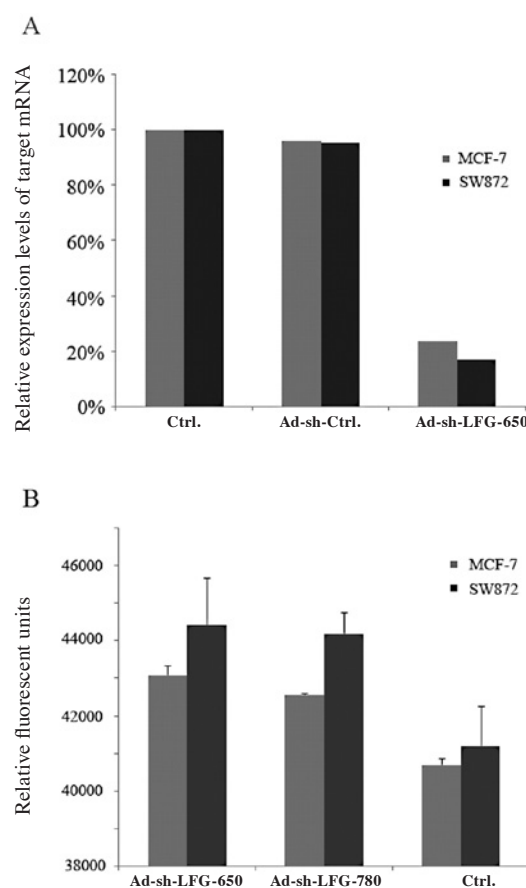 A
Relative expression levels of target mRNA
120%
100%
80%
60%
40%
20%
0%
MCF-7
SW872
Ctrl.
Ad-sh-Ctrl.
Ad-sh-LFG-650
B
Relative fluorescent units
46000
44000
42000
40000
38000
MCF-7
SW872
Ad-sh-LFG-650
Ad-sh-LFG-780
Ctrl.